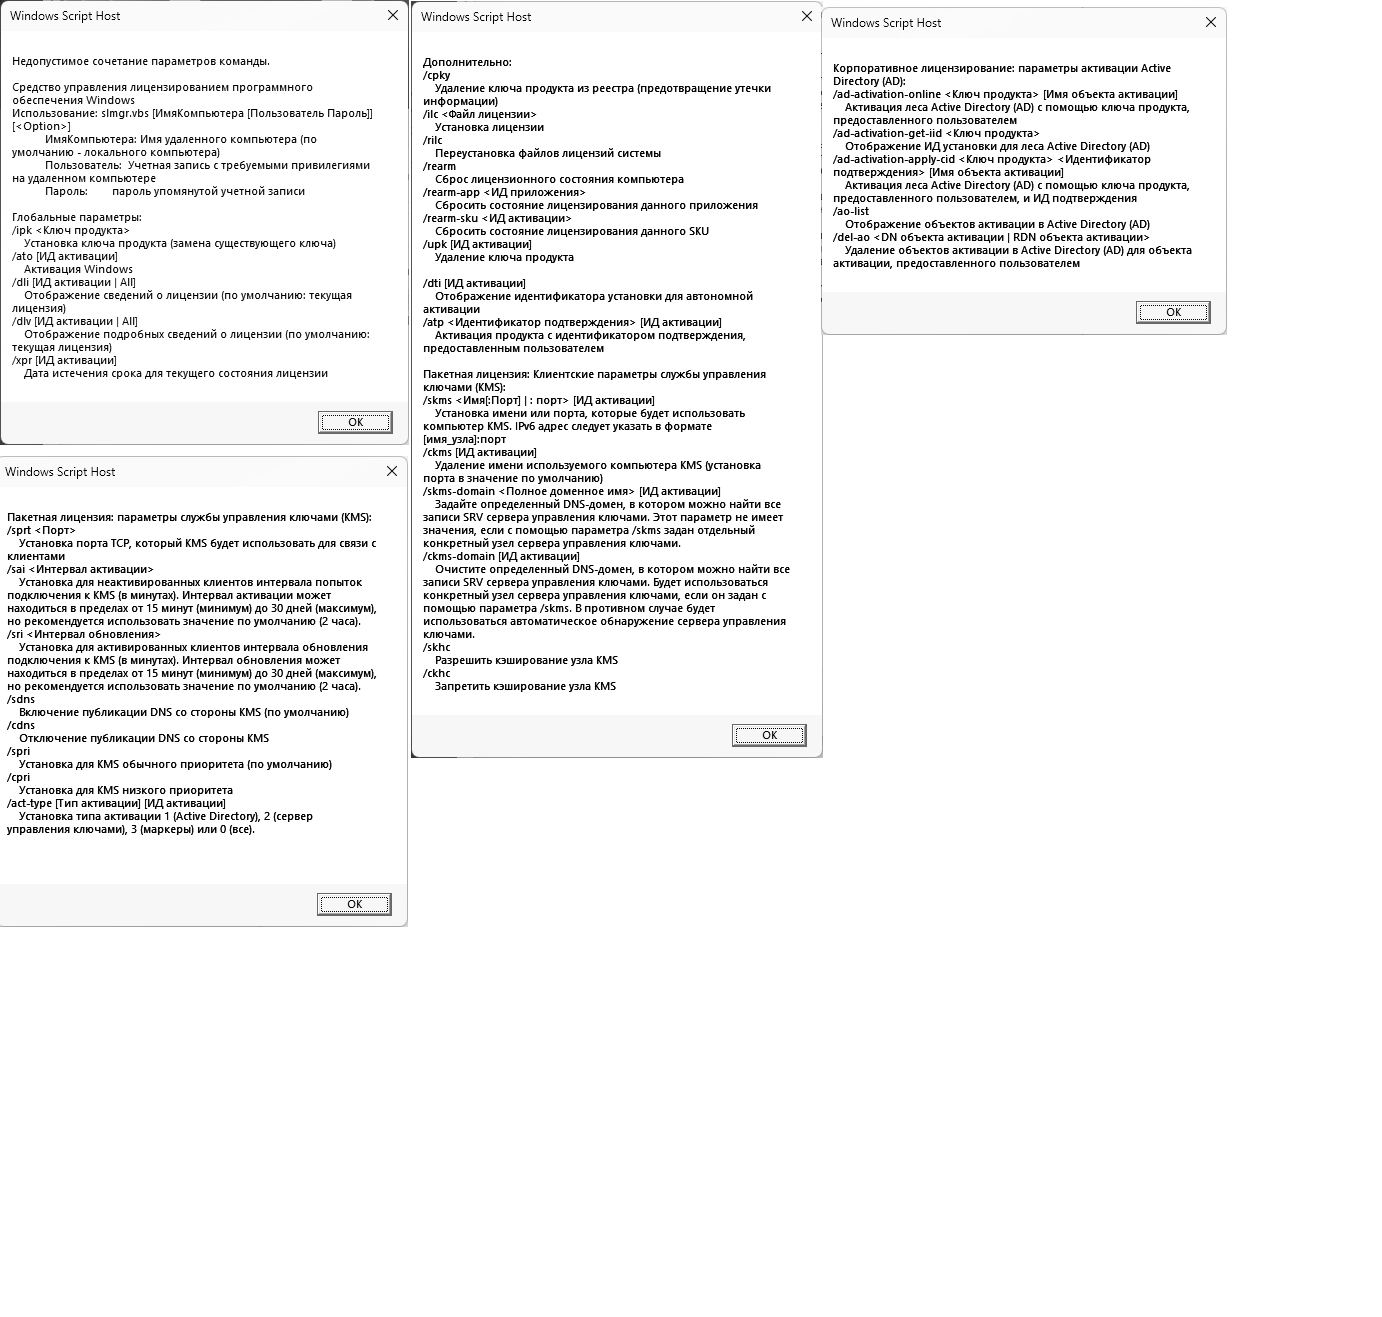 Windows Script Host
Недопустимое сочетание параметров команды.
Средство управления лицензированием программного
обеспечения Windows
Использование: slmgr.vbs [ИмяКомпьютера [Пользователь Пароль]]
[<Option>]
ИмяКомпьютера: Имя удаленного компьютера (по
умолчанию - локального компьютера)
Пользователь: Учетная запись с требуемыми привилегиями
на удаленном компьютере
Пароль: пароль упомянутой учетной записи
Глобальные параметры:
/ipk <Ключ продукта>
Установка ключа продукта (замена существующего ключа)
/ato [ИД активации]
Активация Windows
/dli [ИД активации | All]
Отображение сведений о лицензии (по умолчанию: текущая
лицензия)
/dlv [ИД активации | All]
Отображение подробных сведений о лицензии (по умолчанию:
текущая лицензия)
/xpr [ИД активации]
Дата истечения срока для текущего состояния лицензии
OK
Windows Script Host
Дополнительно:
/cpky
Удаление ключа продукта из реестра (предотвращение утечки
информации)
/ilc <Файл лицензии>
Установка лицензии
/rilc
Переустановка файлов лицензий системы
/rearm
Сброс лицензионного состояния компьютера
/rearm-app <ИД приложения>
Сбросить состояние лицензирования данного приложения
/rearm-sku <ИД активации>
Сбросить состояние лицензирования данного SKU
/upk [ИД активации]
Удаление ключа продукта
/dti [ИД активации]
Отображение идентификатора установки для автономной
активации
/atp <Идентификатор подтверждения> [ИД активации]
Активация продукта с идентификатором подтверждения,
предоставленным пользователем
Пакетная лицензия: Клиентские параметры службы управления
ключами (KMS):
/skms <Имя[:Порт] | : порт> [ИД активации]
Установка имени или порта, которые будет использовать
компьютер KMS. IPv6 адрес следует указать в формате
[имя_узла]:порт
/ckms [ИД активации]
Удаление имени используемого компьютера KMS (установка
порта в значение по умолчанию)
/skms-domain <Полное доменное имя> [ИД активации]
Задайте определенный DNS-домен, в котором можно найти все
записи SRV сервера управления ключами. Этот параметр не имеет
значения, если с помощью параметра /skms задан отдельный
конкретный узел сервера управления ключами.
/ckms-domain [ИД активации]
Очистите определенный DNS-домен, в котором можно найти все
записи SRV сервера управления ключами. Будет использоваться
конкретный узел сервера управления ключами, если он задан с
помощью параметра /skms. В противном случае будет
использоваться автоматическое обнаружение сервера управления
ключами.
/skhc
Разрешить кэширование узла KMS
/ckhc
Запретить кэширование узла KMS
OK
Windows Script Host
Корпоративное лицензирование: параметры активации Active
Directory (AD):
/ad-activation-online <Ключ продукта> [Имя объекта активации]
Активация леса Active Directory (AD) с помощью ключа продукта,
предоставленного пользователем
/ad-activation-get-iid <Ключ продукта>
Отображение ИД установки для леса Active Directory (AD)
/ad-activation-apply-cid <Ключ продукта> <Идентификатор
подтверждения> [Имя объекта активации]
Активация леса Active Directory (AD) с помощью ключа продукта,
предоставленного пользователем, и ИД подтверждения
/ao-list
Отображение объектов активации в Active Directory (AD)
/del-ao <DN объекта активации | RDN объекта активации>
Удаление объектов активации в Active Directory (AD) для объекта
активации, предоставленного пользователем
OK
Windows Script Host
Пакетная лицензия: параметры службы управления ключами (KMS):
/sprt <Порт>
Установка порта TCP, который KMS будет использовать для связи с
клиентами
/sai <Интервал активации>
Установка для неактивированных клиентов интервала попыток
подключения к KMS (в минутах). Интервал активации может
находиться в пределах от 15 минут (минимум) до 30 дней (максимум),
но рекомендуется использовать значение по умолчанию (2 часа).
/sri <Интервал обновления>
Установка для активированных клиентов интервала обновления
подключения к KMS (в минутах). Интервал обновления может
находиться в пределах от 15 минут (минимум) до 30 дней (максимум),
но рекомендуется использовать значение по умолчанию (2 часа).
/sdns
Включение публикации DNS со стороны KMS (по умолчанию)
/cdns
Отключение публикации DNS со стороны KMS
/spri
Установка для KMS обычного приоритета (по умолчанию)
/cpri
Установка для KMS низкого приоритета
/act-type [Тип активации] [ИД активации]
Установка типа активации 1 (Active Directory), 2 (сервер
управления ключами), 3 (маркеры) или 0 (все).
OK